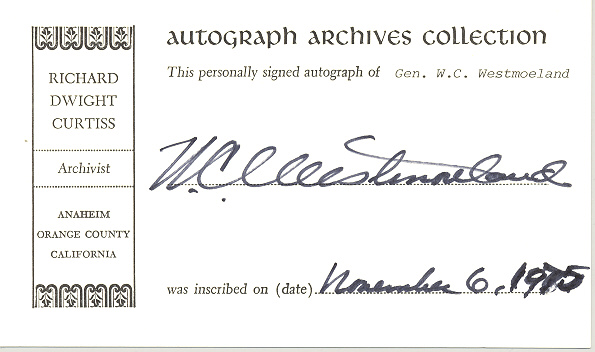 AUTOGRAPH ARCHIVES COLLECTION
This personally signed autograph of Gen. W.C. Westmoeland
W.C. Westmoreland
was inscribed on (date) November 6, 1975
RICHARD
DWIGHT
CURTISS
Archivist
ANAHEIM
ORANGE COUNTY
CALIFORNIA